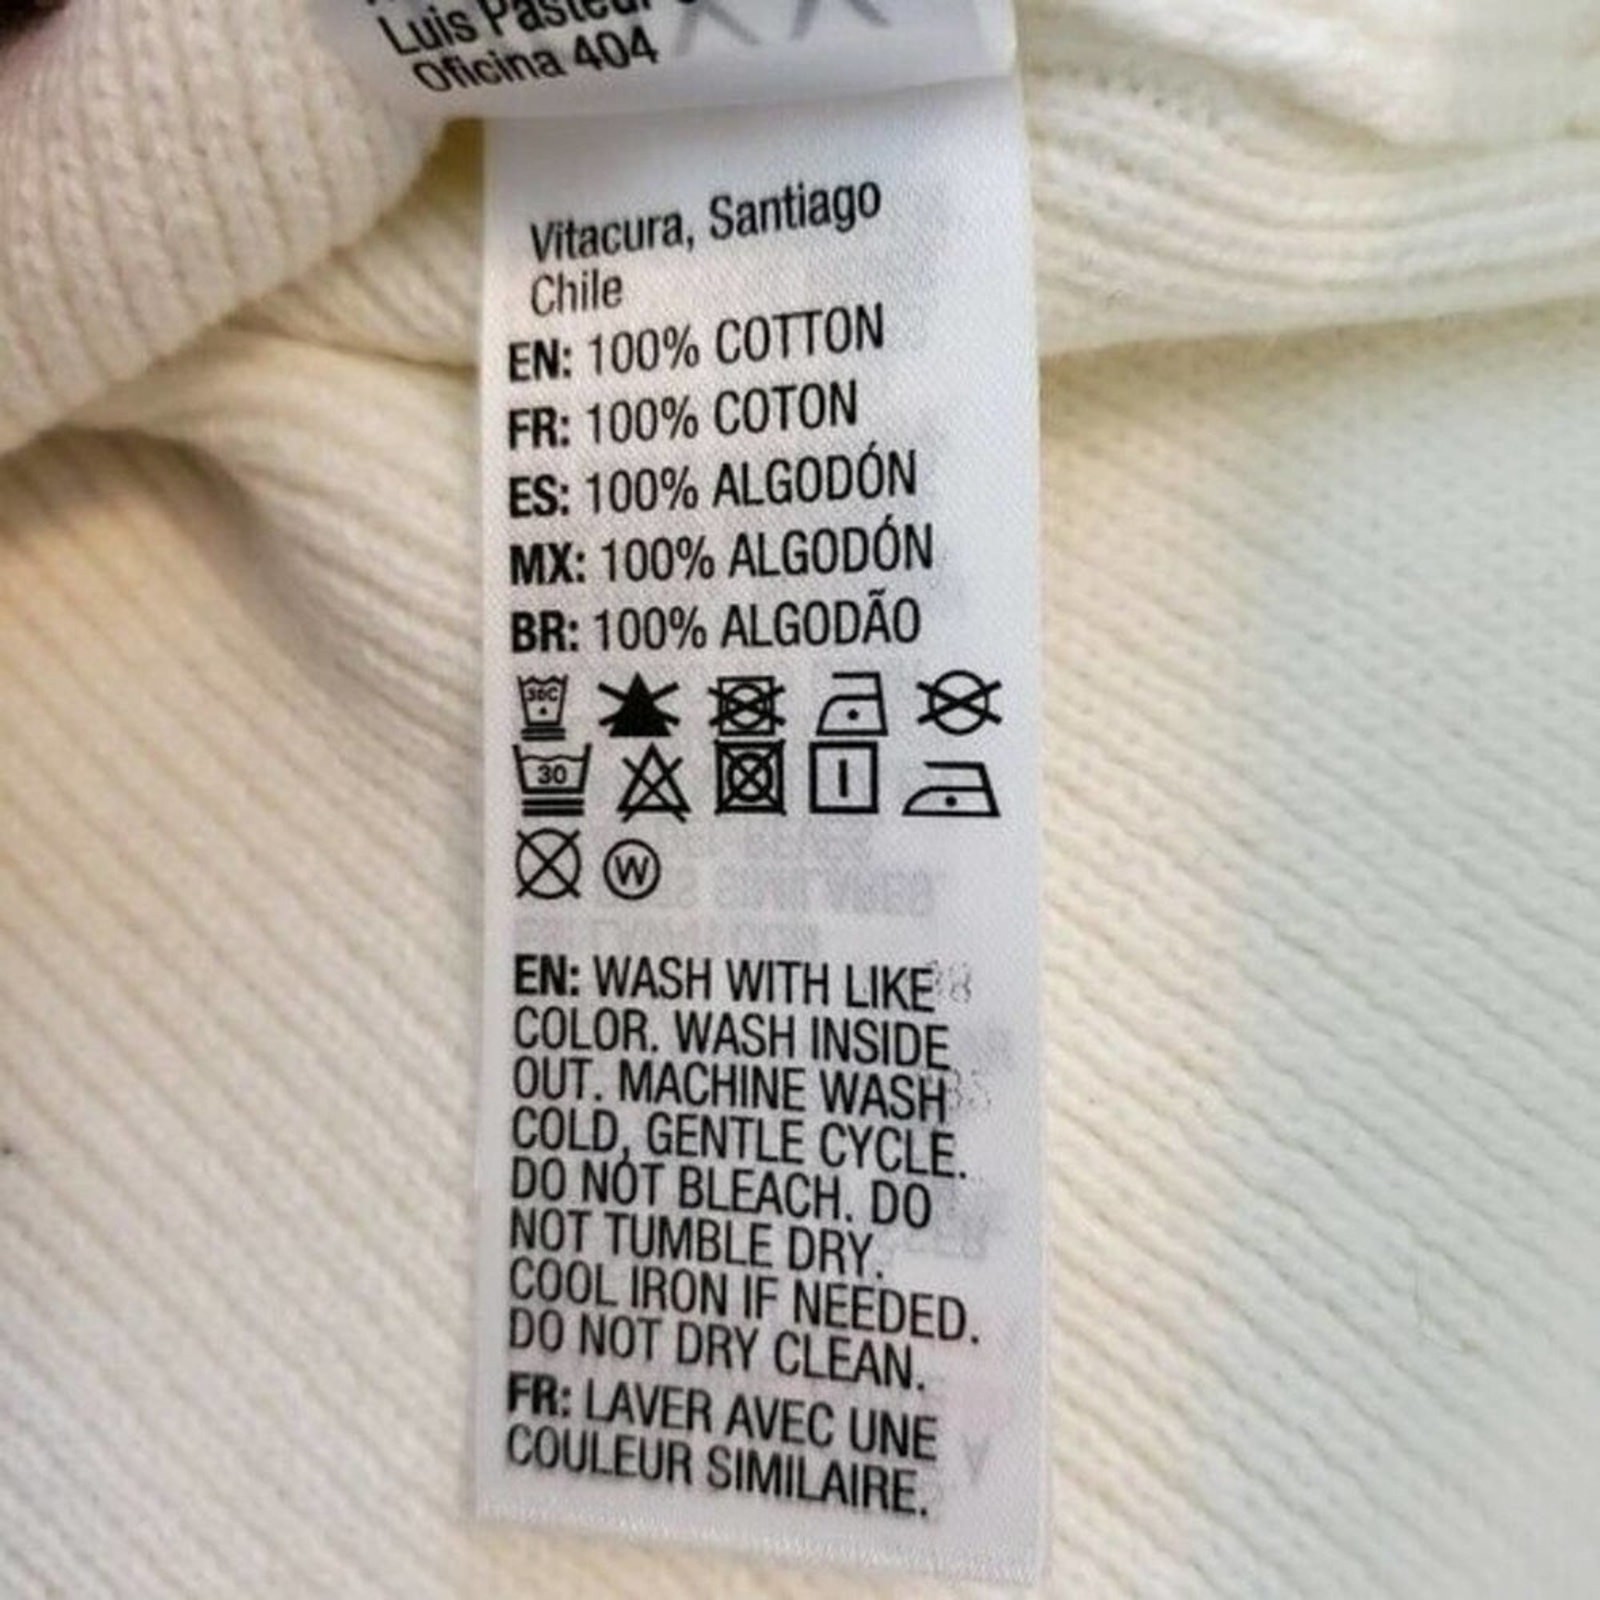 Luis Pasteur
Oficina 404
Vitacura, Santiago
Chile
EN: 100% COTTON
FR: 100% COTON
ES: 100% ALGODÓN
MX: 100% ALGODÓN
BR: 100% ALGODÃO
30C
30
W
EN: WASH WITH LIKE
COLOR. WASH INSIDE
OUT. MACHINE WASH
COLD, GENTLE CYCLE.
DO NOT BLEACH. DO
NOT TUMBLE DRY.
COOL IRON IF NEEDED.
DO NOT DRY CLEAN.
FR: LAVER AVEC UNE
COULEUR SIMILAIRE.